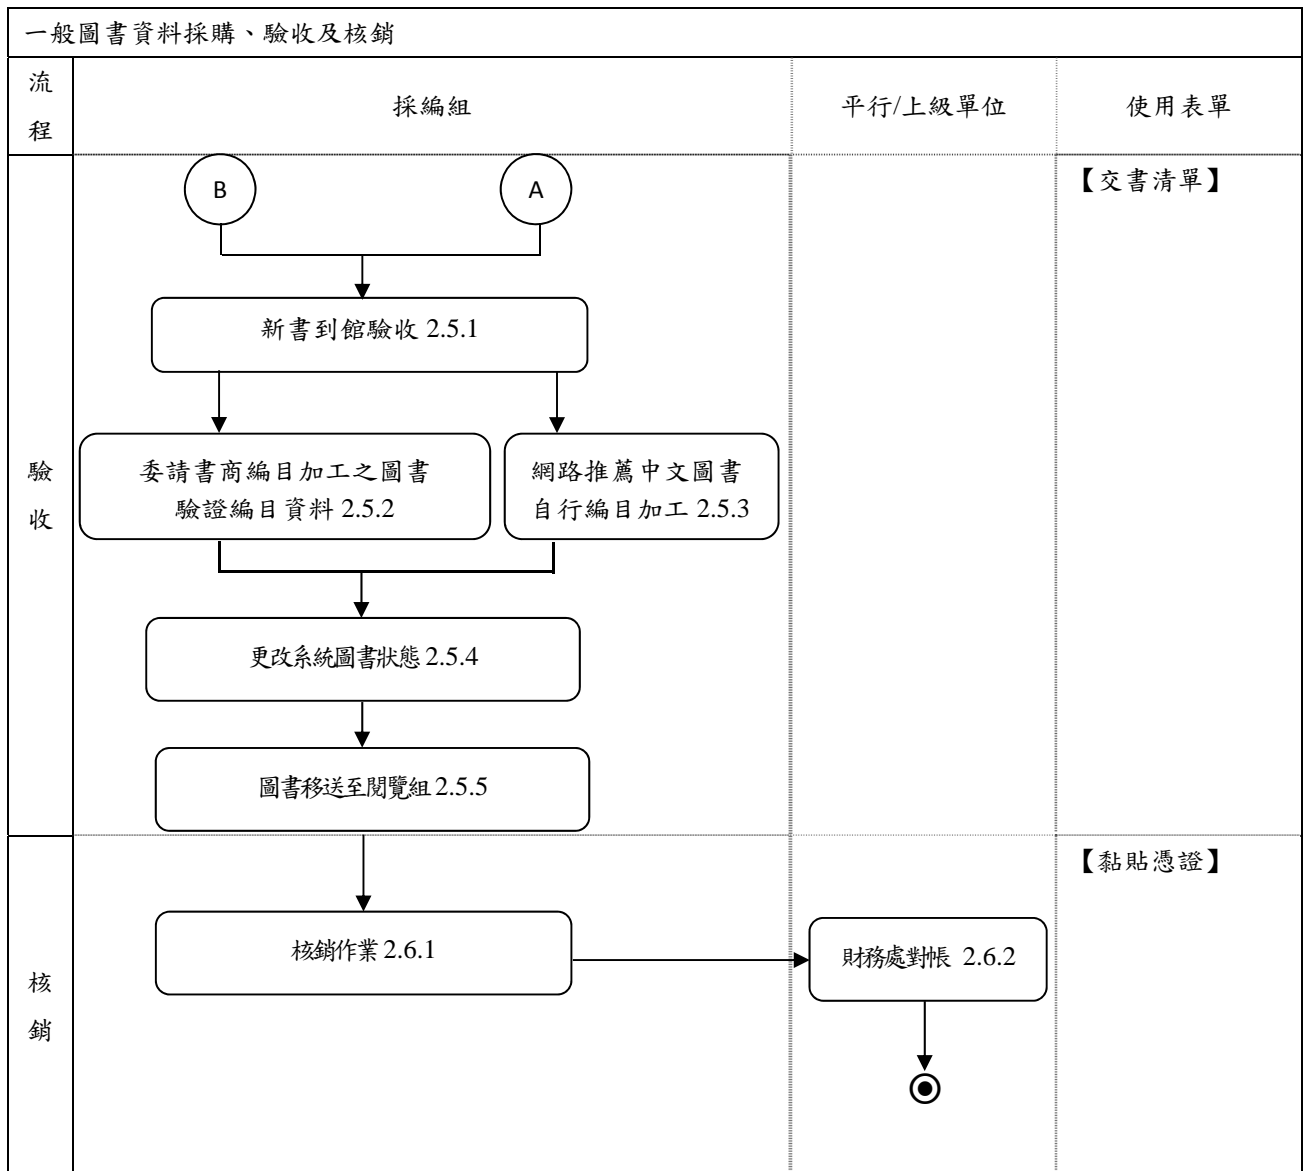 一般圖書資料採購、驗收及核銷
流
程
採編組
平行/上級單位
使用表單
B
A
【交書清單】
新書到館驗收 2.5.1
驗
收
委請書商編目加工之圖書
驗證編目資料 2.5.2
網路推薦中文圖書
自行編目加工 2.5.3
更改系統圖書狀態 2.5.4
圖書移送至閱覽組 2.5.5
【黏貼憑證】
核
銷
核銷作業 2.6.1
財務處對帳 2.6.2